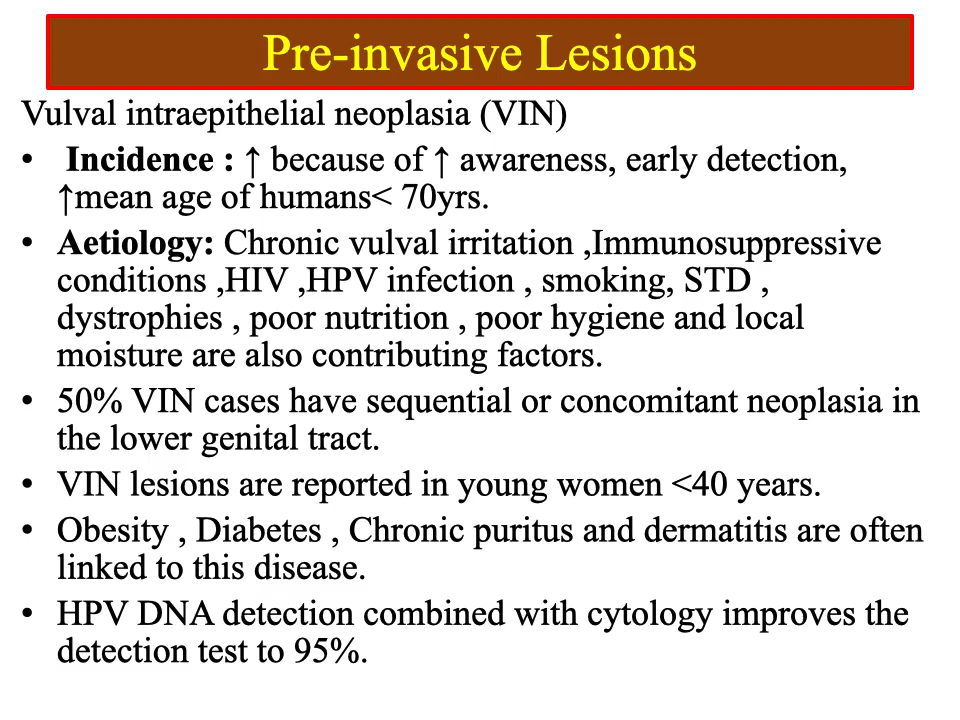 Pre-invasive Lesions
Vulval intraepithelial neoplasia (VIN)
• Incidence : ↑ because of ↑ awareness, early detection,
↑mean age of humans< 70yrs.
• Aetiology: Chronic vulval irritation ,Immunosuppressive
conditions ,HIV ,HPV infection , smoking, STD ,
dystrophies , poor nutrition , poor hygiene and local
moisture are also contributing factors.
• 50% VIN cases have sequential or concomitant neoplasia in
the lower genital tract.
• VIN lesions are reported in young women <40 years.
• Obesity , Diabetes , Chronic puritus and dermatitis are often
linked to this disease.
• HPV DNA detection combined with cytology improves the
detection test to 95%.